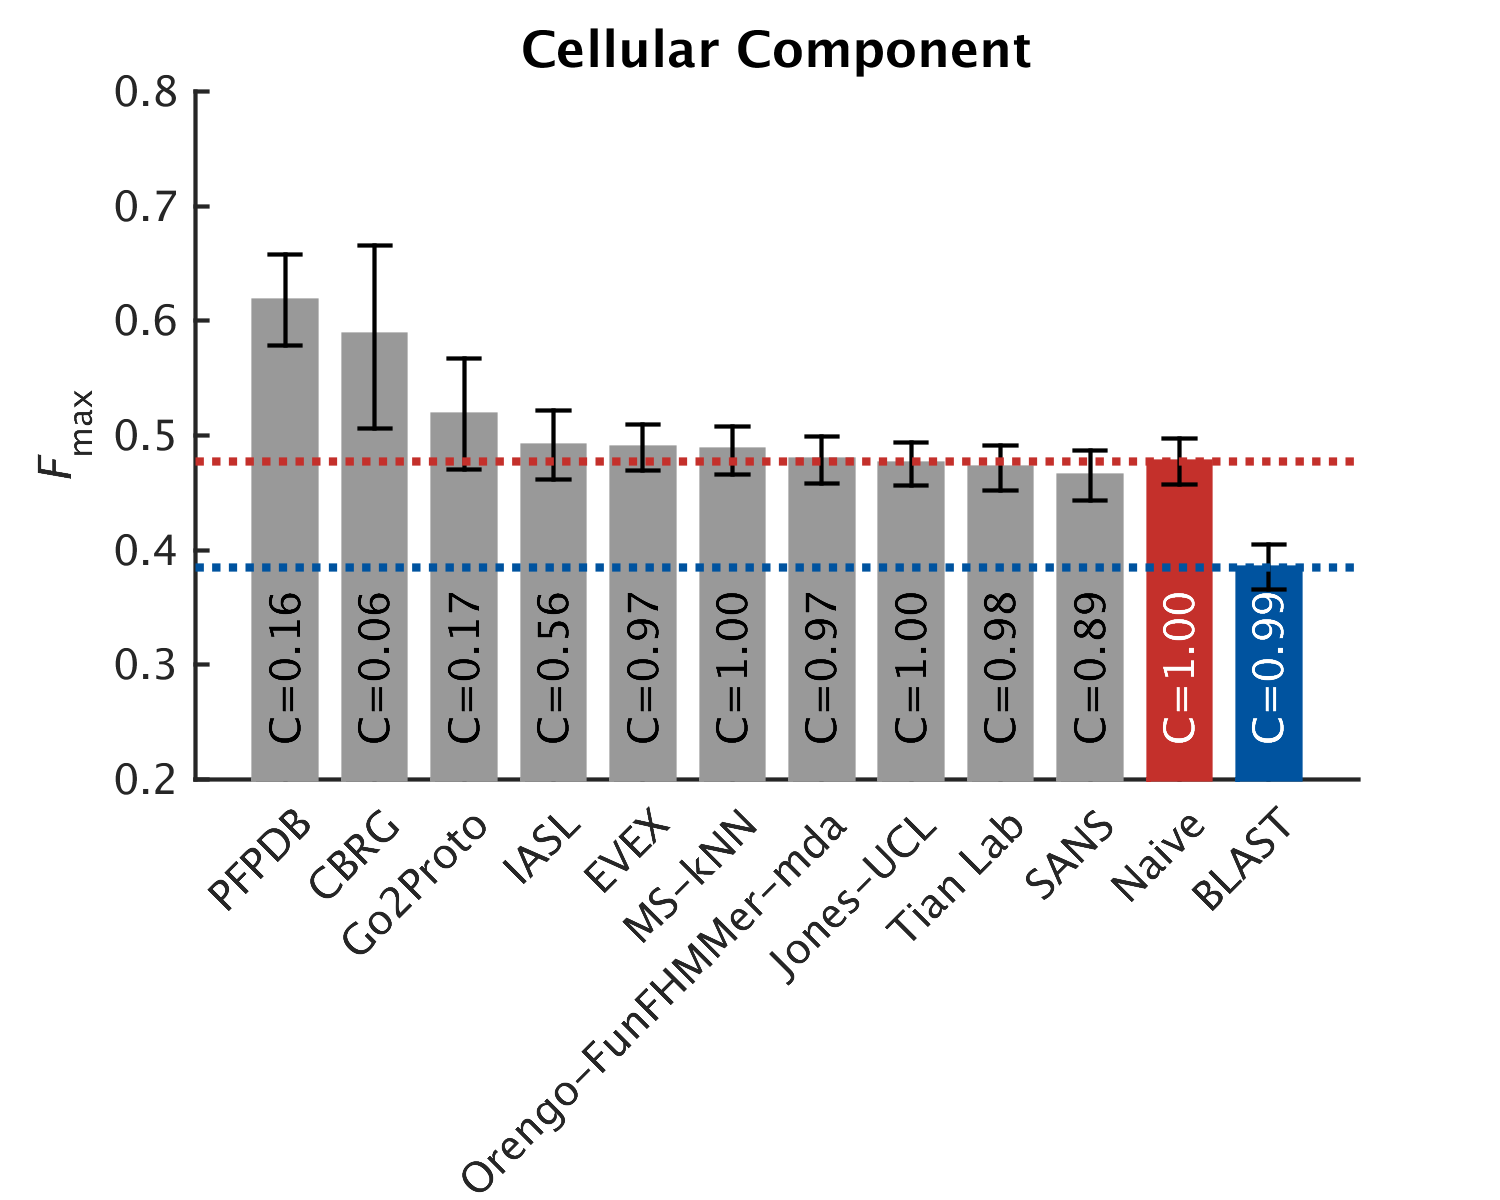 Cellular Component
0.8
0.7
0.6
0.5
0.4
0.3
0.2
Fmax
C=0.16
C=0.06
C=0.17
C=0.56
C=0.97
C=1.00
C=0.97
C=1.00
C=0.98
C=0.89
C=1.00
C=0.99
PFPDB
CBRG
Go2Proto
IASL
EVEX
MS-kNN
Orengo-FunFHMMer-mda
Jones-UCL
Tian Lab
SANS
Naive
BLAST